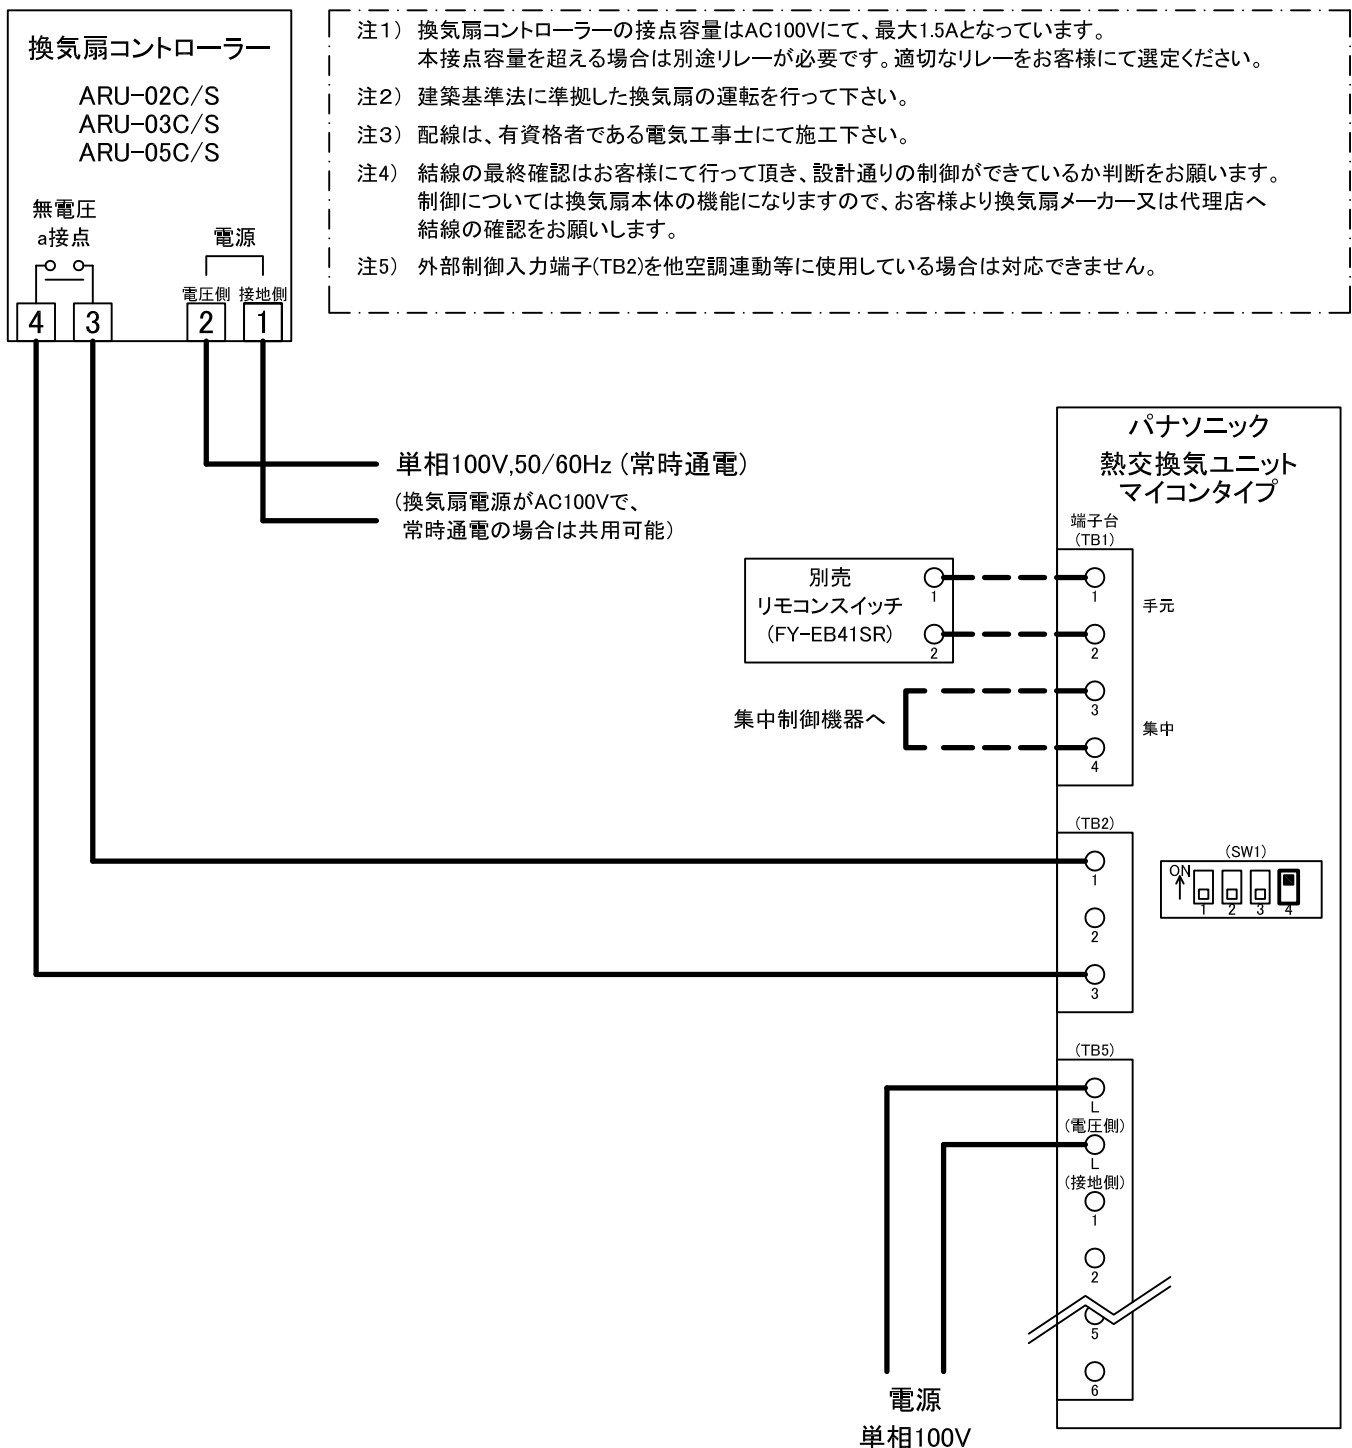 換気扇コントローラー
ARU-02C/S
ARU-03C/S
ARU-05C/S
無電圧
a接点
電源
電圧側
接地側
4
3
2
1
注1) 換気扇コントローラーの接点容量はAC100Vにて、最大1.5Aとなっています。
本接点容量を超える場合は別途リレーが必要です。適切なリレーをお客様にて選定ください。
注2) 建築基準法に準拠した換気扇の運転を行って下さい。
注3) 配線は、有資格者である電気工事士にて施工下さい。
注4) 結線の最終確認はお客様にて行って頂き、設計通りの制御ができているか判断をお願います。
制御については換気扇本体の機能になりますので、お客様より換気扇メーカー又は代理店へ
結線の確認をお願いします。
注5) 外部制御入力端子(TB2)を他空調連動等に使用している場合は対応できません。
単相100V,50/60Hz (常時通電)
(換気扇電源がAC100Vで、
常時通電の場合は共用可能)
パナソニック
熱交換気ユニット
マイコンタイプ
端子台
(TB1)
1
手元
2
3
集中
4
別売
リモコンスイッチ
(FY-EB41SR)
1
2
集中制御機器へ
(TB2)
1
2
3
(SW1)
ON
1
2
3
4
(TB5)
L
(電圧側)
L
(接地側)
1
2
5
6
電源
単相100V